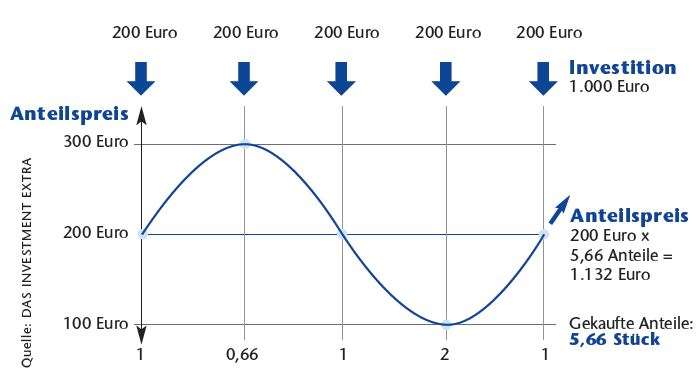 200 Euro 200 Euro 200 Euro 200 Euro 200 Euro
Investition
1.000 Euro
Anteilspreis
300 Euro
200 Euro
100 Euro
Anteilspreis
200 Euro x
5,66 Anteile =
1.132 Euro
Gekaufte Anteile:
5,66 Stück
1 0,66 1 2 1
Quelle: DAS INVESTMENT EXTRA